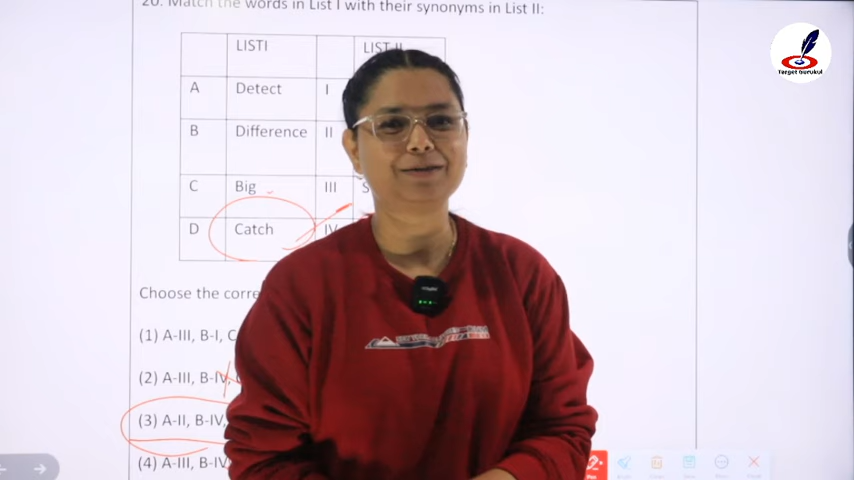 20. Match the words in List I with their synonyms in List II:
LISTI LIST II
A Detect I
B Difference II
C Big III S
D Catch IV
Choose the corre
(1) A-III, B-I, C
(2) A-III, B-IV,
(3) A-II, B-IV,
(4) A-III, B-IV
Target Gurukul